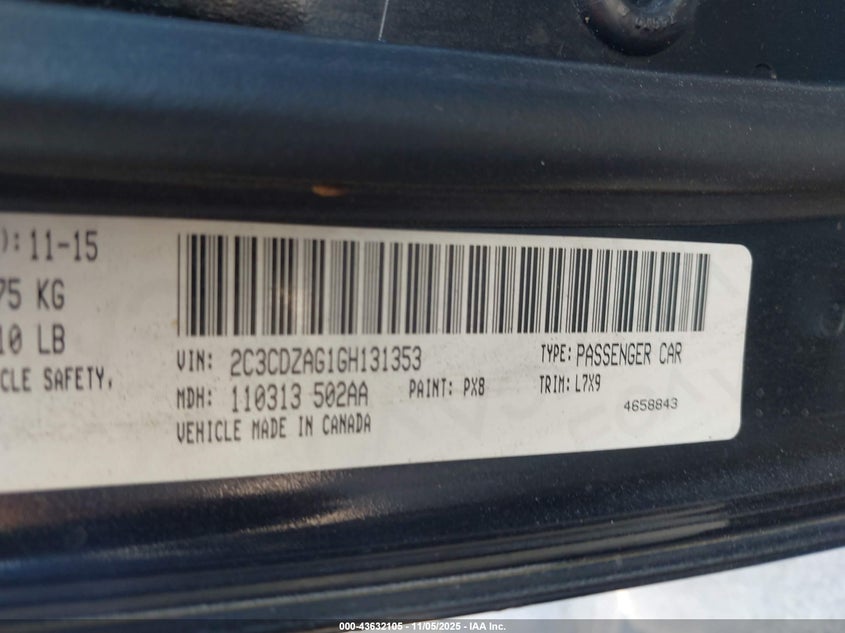 ): 11-15
75 KG
10 LB
CLE SAFETY,
VIN: 2C3CDZAG1GH131353
TYPE: PASSENGER CAR
MDH: 110313 502AA
PAINT: PX8
TRIM: L7X9
4658843
VEHICLE MADE IN CANADA
000-43632105 - 11/05/2025 - IAA Inc.